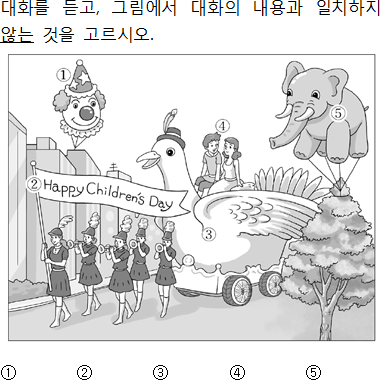 대화를 듣고, 그림에서 대화의 내용과 일치하지
않는 것을 고르시오.
①
④
⑤
② Happy Children's Day
③
① ② ③ ④ ⑤